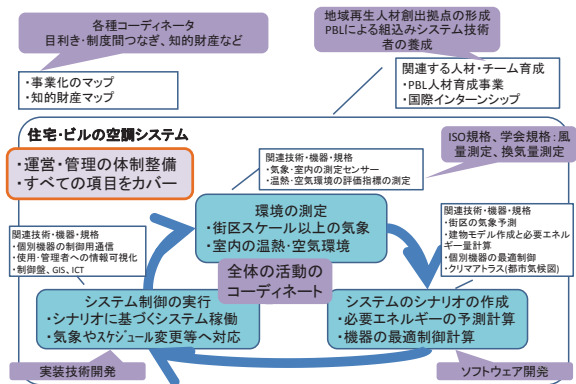 各種コーディネータ
目利き・制度間つなぎ、知的財産など
地域再生人材創出拠点の形成
PBLによる組込みシステム技術
者の養成
・事業化のマップ
・知的財産マップ
関連する人材・チーム育成
・PBL人材育成事業
・国際インターンシップ
住宅・ビルの空調システム
ISO規格、学会規格：風
量測定、換気量測定
・運営・管理の体制整備
・すべての項目をカバー
関連技術・機器・規格
・気象・室内の測定センサー
・温熱・空気環境の評価指標の測定
環境の測定
・街区スケール以上の気象
・室内の温熱・空気環境
関連技術・機器・規格
・個別機器の制御用通信
・使用・管理者への情報可視化
・制御盤、GIS、ICT
関連技術・機器・規格
・街区の気象予測
・建物モデル作成と必要エネル
ギー量計算
・個別機器の最適制御
・クリマアトラス(都市気候図)
全体の活動の
コーディネート
システム制御の実行
・シナリオに基づくシステム稼働
・気象やスケジュール変更等へ対応
システムのシナリオの作成
・必要エネルギーの予測計算
・機器の最適制御計算
実装技術開発
ソフトウェア開発